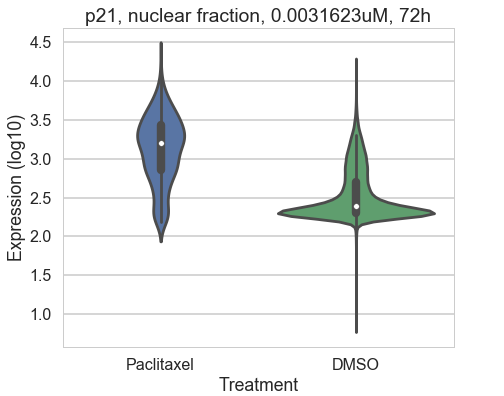 p21, nuclear fraction, 0.0031623uM, 72h
4.5
4.0
3.5
3.0
2.5
2.0
1.5
1.0
Expression (log10)
Paclitaxel DMSO
Treatment